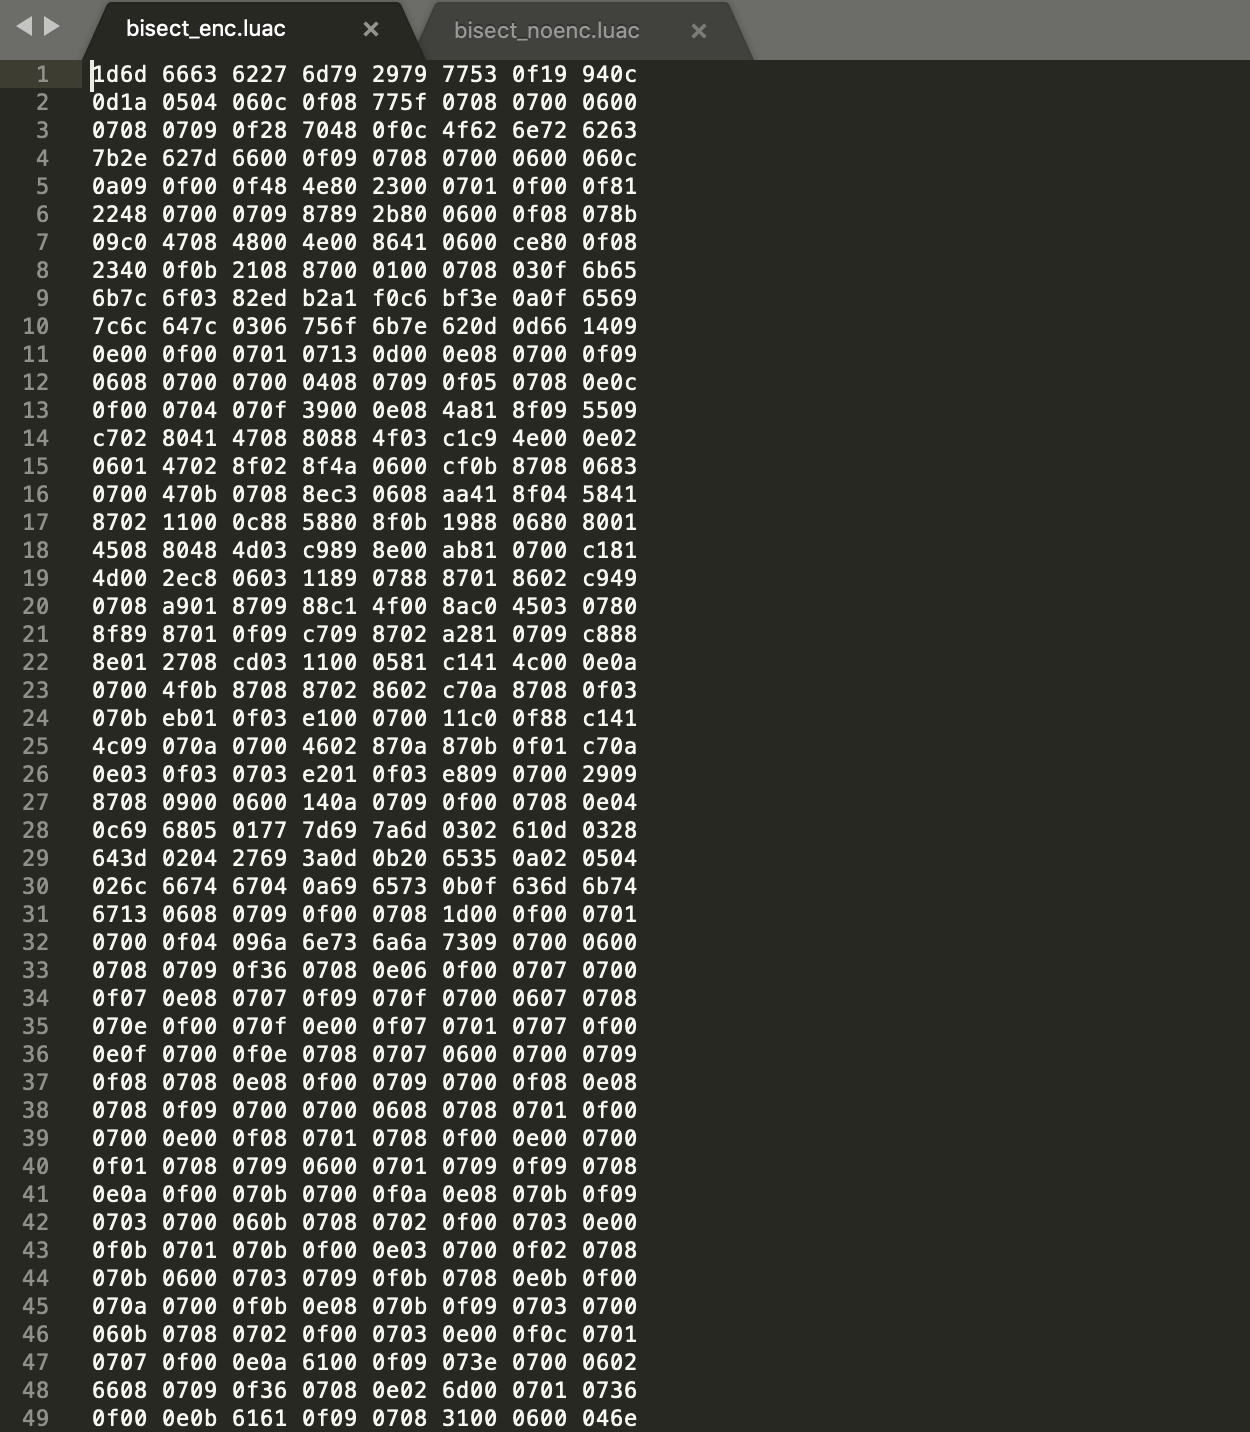 bisect_enc.luac × bisect_noenc.luac ×
1 1d6d 6663 6227 6d79 2979 7753 0f19 940c
2 0d1a 0504 060c 0f08 775f 0708 0700 0600
3 0708 0709 0f28 7048 0f0c 4f62 6e72 6263
4 7b2e 627d 6600 0f09 0708 0700 0600 060c
5 0a09 0f00 0f48 4e80 2300 0701 0f00 0f81
6 2248 0700 0709 8789 2b80 0600 0f08 078b
7 09c0 4708 4800 4e00 8641 0600 ce80 0f08
8 2340 0f0b 2108 8700 0100 0708 030f 6b65
9 6b7c 6f03 82ed b2a1 f0c6 bf3e 0a0f 6569
10 7c6c 647c 0306 756f 6b7e 620d 0d66 1409
11 0e00 0f00 0701 0713 0d00 0e08 0700 0f09
12 0608 0700 0700 0408 0709 0f05 0708 0e0c
13 0f00 0704 070f 3900 0e08 4a81 8f09 5509
14 c702 8041 4708 8088 4f03 c1c9 4e00 0e02
15 0601 4702 8f02 8f4a 0600 cf0b 8708 0683
16 0700 470b 0708 8ec3 0608 aa41 8f04 5841
17 8702 1100 0c88 5880 8f0b 1988 0680 8001
18 4508 8048 4d03 c989 8e00 ab81 0700 c181
19 4d00 2ec8 0603 1189 0788 8701 8602 c949
20 0708 a901 8709 88c1 4f00 8ac0 4503 0780
21 8f89 8701 0f09 c709 8702 a281 0709 c888
22 8e01 2708 cd03 1100 0581 c141 4c00 0e0a
23 0700 4f0b 8708 8702 8602 c70a 8708 0f03
24 070b eb01 0f03 e100 0700 11c0 0f88 c141
25 4c09 070a 0700 4602 870a 870b 0f01 c70a
26 0e03 0f03 0703 e201 0f03 e809 0700 2909
27 8708 0900 0600 140a 0709 0f00 0708 0e04
28 0c69 6805 0177 7d69 7a6d 0302 610d 0328
29 643d 0204 2769 3a0d 0b20 6535 0a02 0504
30 026c 6674 6704 0a69 6573 0b0f 636d 6b74
31 6713 0608 0709 0f00 0708 1d00 0f00 0701
32 0700 0f04 096a 6e73 6a6a 7309 0700 0600
33 0708 0709 0f36 0708 0e06 0f00 0707 0700
34 0f07 0e08 0707 0f09 070f 0700 0607 0708
35 070e 0f00 070f 0e00 0f07 0701 0707 0f00
36 0e0f 0700 0f0e 0708 0707 0600 0700 0709
37 0f08 0708 0e08 0f00 0709 0700 0f08 0e08
38 0708 0f09 0700 0700 0608 0708 0701 0f00
39 0700 0e00 0f08 0701 0708 0f00 0e00 0700
40 0f01 0708 0709 0600 0701 0709 0f09 0708
41 0e0a 0f00 070b 0700 0f0a 0e08 070b 0f09
42 0703 0700 060b 0708 0702 0f00 0703 0e00
43 0f0b 0701 070b 0f00 0e03 0700 0f02 0708
44 070b 0600 0703 0709 0f0b 0708 0e0b 0f00
45 070a 0700 0f0b 0e08 070b 0f09 0703 0700
46 060b 0708 0702 0f00 0703 0e00 0f0c 0701
47 0707 0f00 0e0a 6100 0f09 073e 0700 0602
48 6608 0709 0f36 0708 0e02 6d00 0701 0736
49 0f00 0e0b 6161 0f09 0708 3100 0600 046e